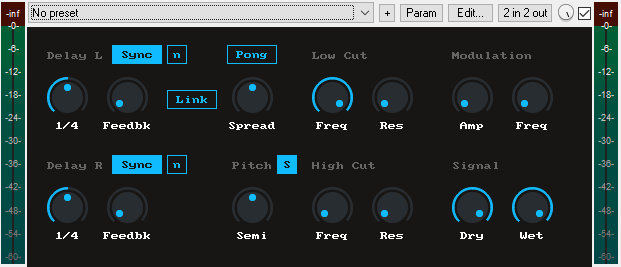 -inf No preset + Param Edit... 2 in 2 out -inf
-0- -0-
-6- -6-
Delay L Sync n Pong Low Cut Modulation
-12- -12-
-18- -18-
Link
-24- -24-
1/4 Feedbk Spread Freq Res Amp Freq
-30- -30-
-36- -36-
Delay R Sync n Pitch S High Cut Signal
-42- -42-
-48- -48-
-54- -54-
1/4 Feedbk Semi Freq Res Dry Wet
-60- -60-